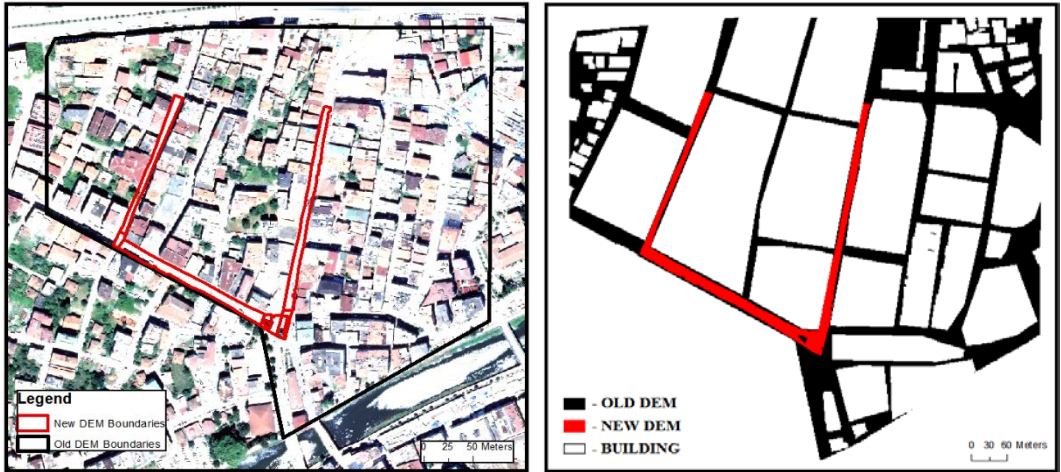 Legend
New DEM Boundaries
Old DEM Boundaries
0 25 50 Meters
- OLD DEM
- NEW DEM
- BUILDING
0 30 60 Meters